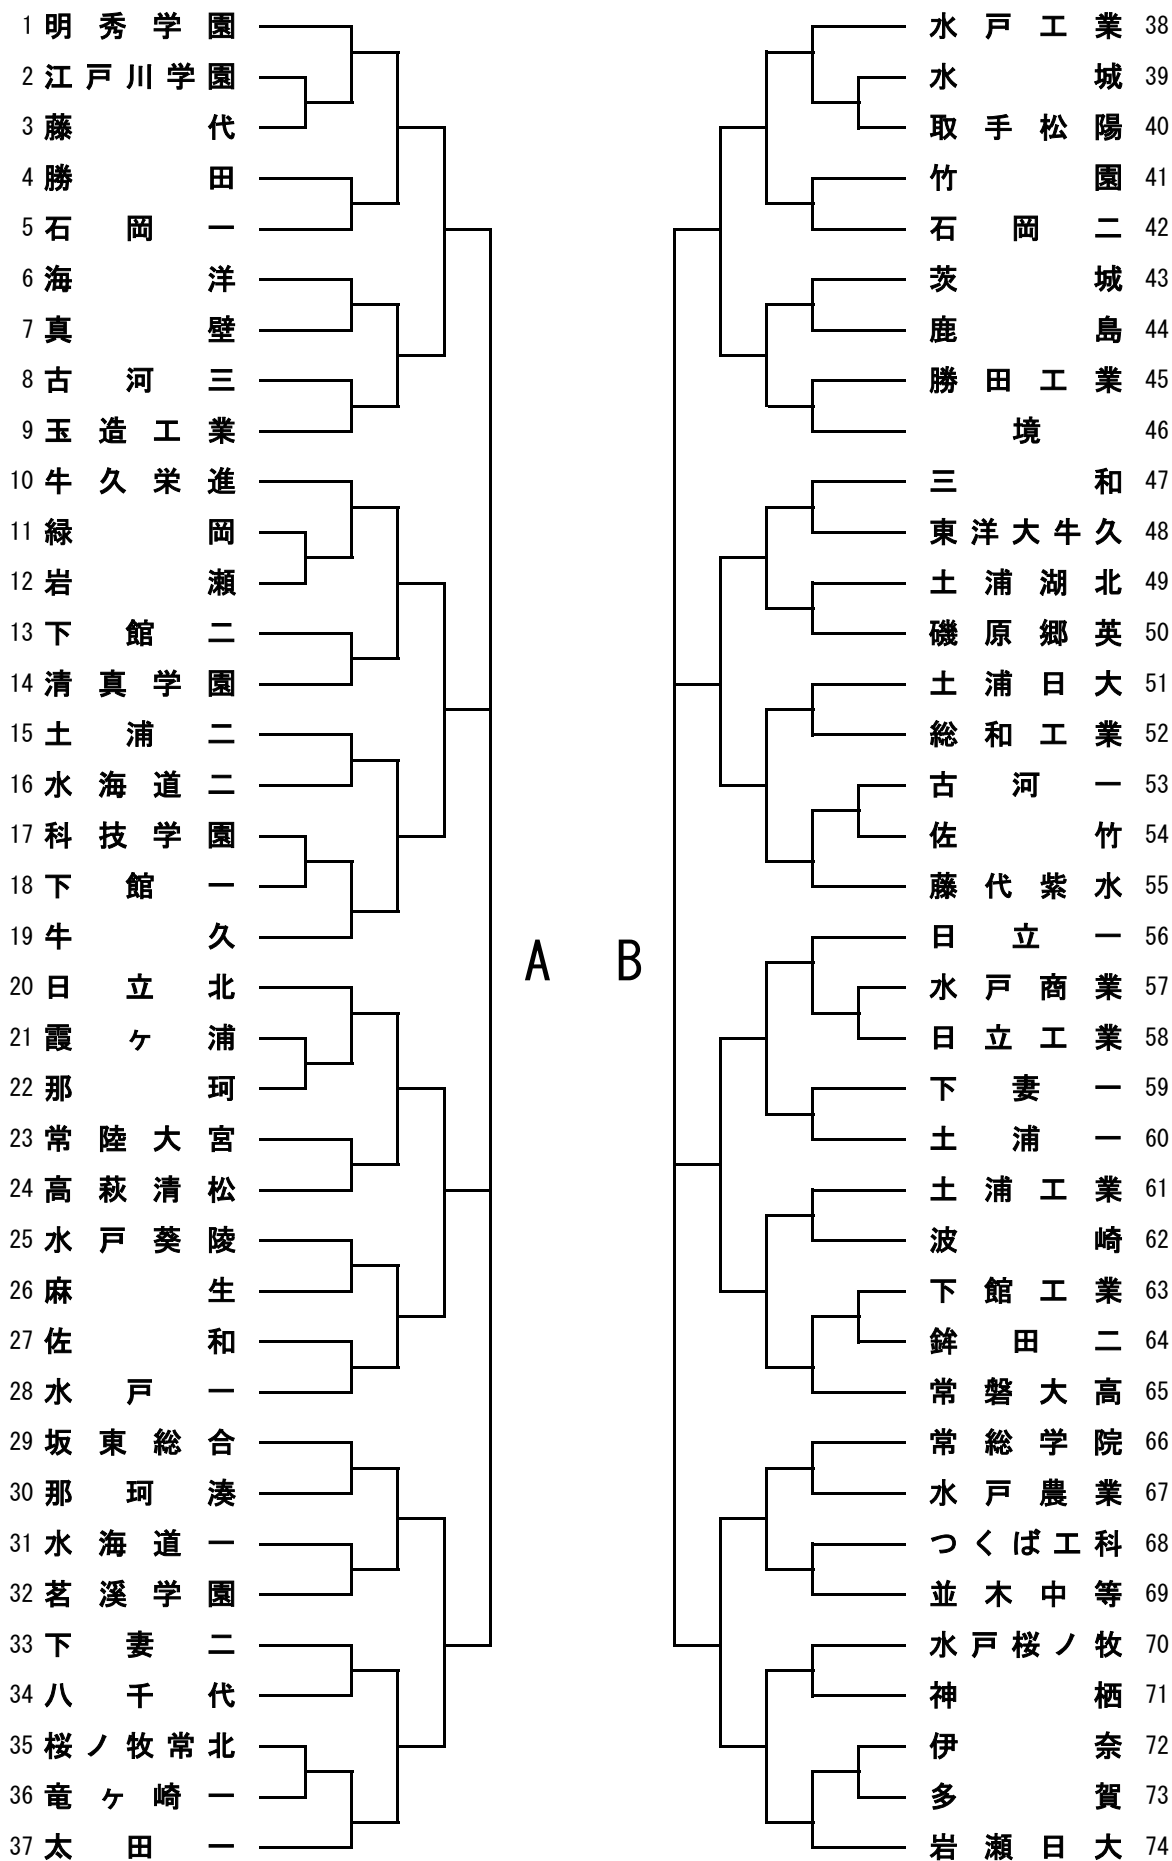 1 明秀学園
2 江戸川学園
3 藤代
4 勝田
5 石岡一
6 海洋
7 真壁
8 古河三
9 玉造工業
10 牛久栄進
11 緑岡
12 岩瀬
13 下館二
14 清真学園
15 土浦二
16 水海道二
17 科技学園
18 下館一
19 牛久
20 日立北
21 霞ヶ浦
22 那珂
23 常陸大宮
24 高萩清松
25 水戸葵陵
26 麻生
27 佐和
28 水戸一
29 坂東総合
30 那珂湊
31 水海道一
32 茗溪学園
33 下妻二
34 八千代
35 桜ノ牧常北
36 竜ヶ崎一
37 太田一
A B
水戸工業 38
水城 39
取手松陽 40
竹園 41
石岡二 42
茨城 43
鹿島 44
勝田工業 45
境 46
三和 47
東洋大牛久 48
土浦湖北 49
磯原郷英 50
土浦日大 51
総和工業 52
古河一 53
佐竹 54
藤代紫水 55
日立一 56
水戸商業 57
日立工業 58
下妻一 59
土浦一 60
土浦工業 61
波崎 62
下館工業 63
鉾田二 64
常磐大高 65
常総学院 66
水戸農業 67
つくば工科 68
並木中等 69
水戸桜ノ牧 70
神栖 71
伊奈 72
多賀 73
岩瀬日大 74